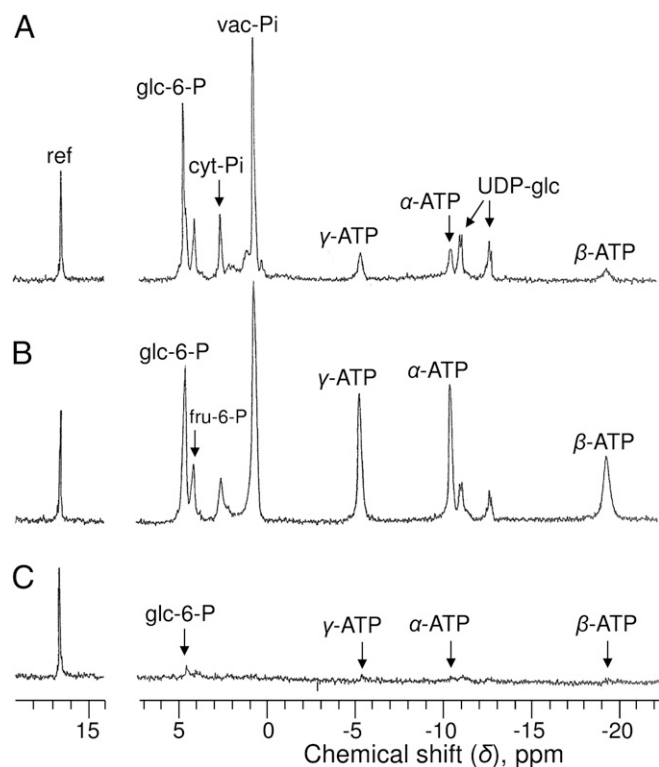 A
vac-Pi
glc-6-P
ref
cyt-Pi
UDP-glc
α-ATP
γ-ATP
β-ATP
B
glc-6-P
γ-ATP
α-ATP
fru-6-P
β-ATP
C
glc-6-P
γ-ATP
α-ATP
β-ATP
15 5 0 -5 -10 -15 -20
Chemical shift (δ), ppm